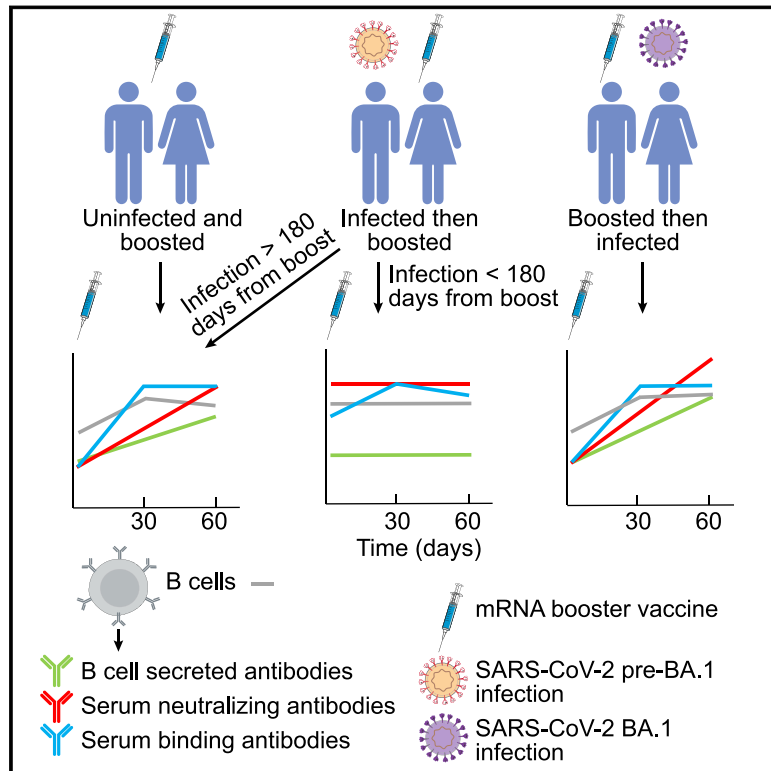 Uninfected and
boosted
Infected then
boosted
Boosted then
infected
Infection > 180
days from boost
Infection < 180
days from boost
30
60
30
60
Time (days)
30
60
B cells
B cell secreted antibodies
Serum neutralizing antibodies
Serum binding antibodies
mRNA booster vaccine
SARS-CoV-2 pre-BA.1
infection
SARS-CoV-2 BA.1
infection